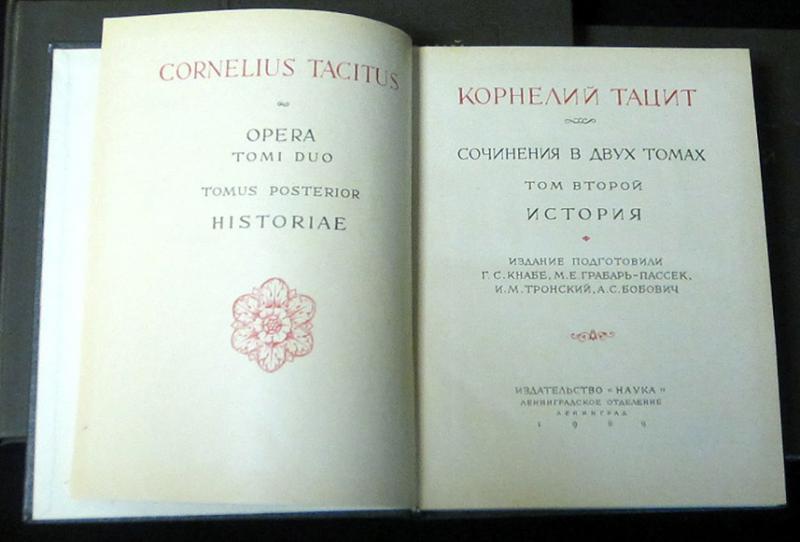 CORNELIUS TACITUS
OPERA
TOMI DUO
TOMUS POSTERIOR
HISTORIAE
КОРНЕЛИЙ ТАЦИТ
СОЧИНЕНИЯ В ДВУХ ТОМАХ
ТОМ ВТОРОЙ
ИСТОРИЯ
ИЗДАНИЕ ПОДГОТОВИЛИ
Г. С. КНАБЕ, М. Е. ГРАБАРЬ-ПАССЕК,
И. М. ТРОНСКИЙ, А. С. БОБОВИЧ
ИЗДАТЕЛЬСТВО «НАУКА»
ЛЕНИНГРАДСКОЕ ОТДЕЛЕНИЕ
ЛЕНИНГРАД